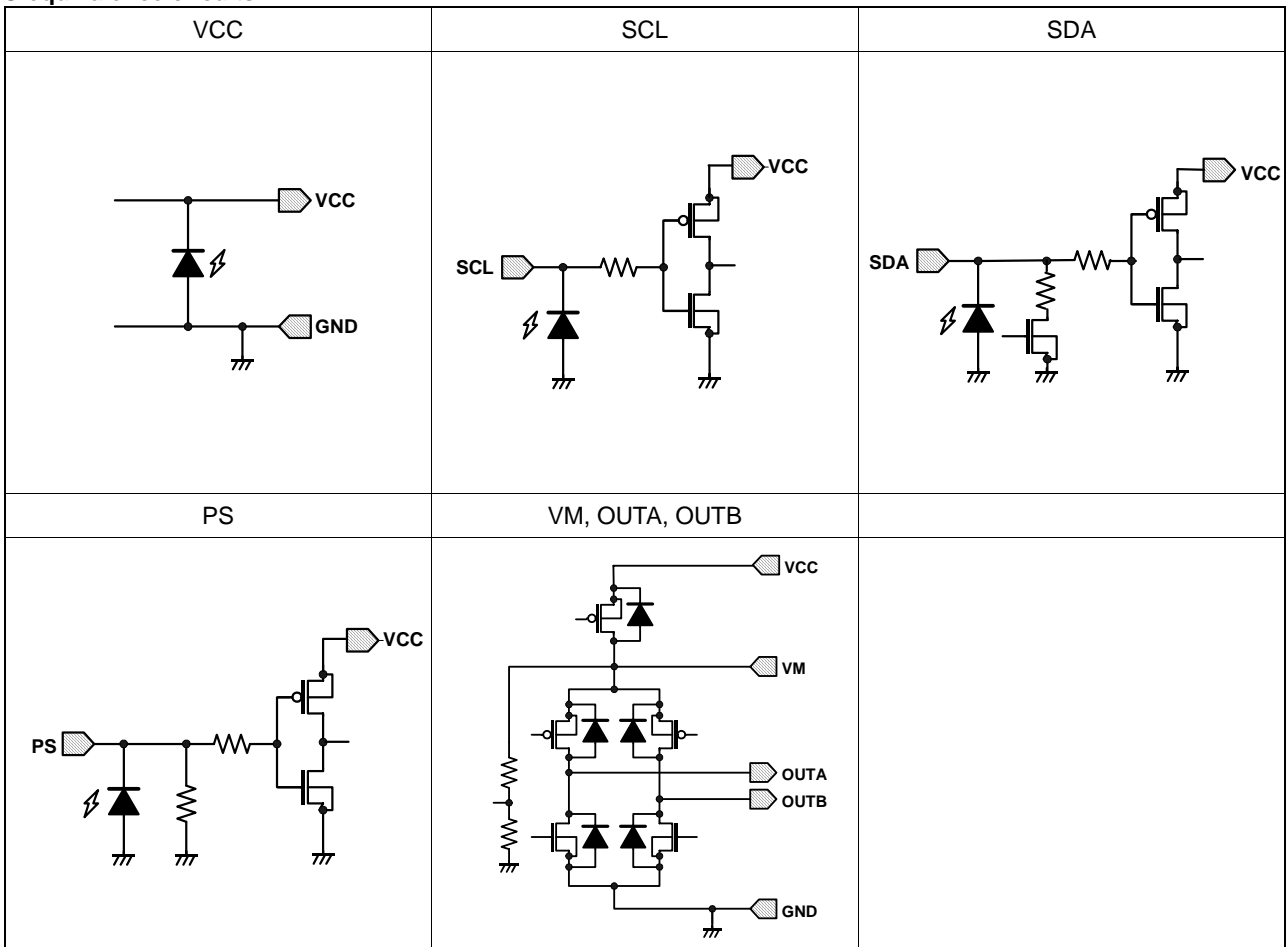 VCC
SCL
SDA
VCC
GND
SCL
VCC
SDA
VCC
PS
VM, OUTA, OUTB
PS
VCC
VCC
VM
OUTA
OUTB
GND